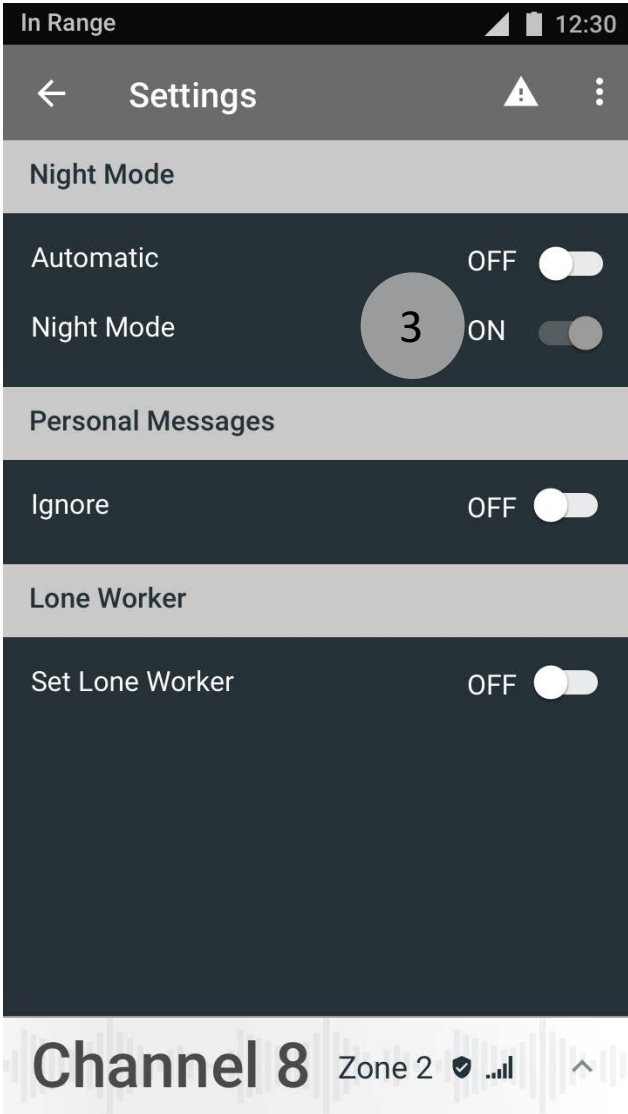 In Range 12:30
Settings
Night Mode
Automatic OFF
Night Mode 3 ON
Personal Messages
Ignore OFF
Lone Worker
Set Lone Worker OFF
Channel 8 Zone 2